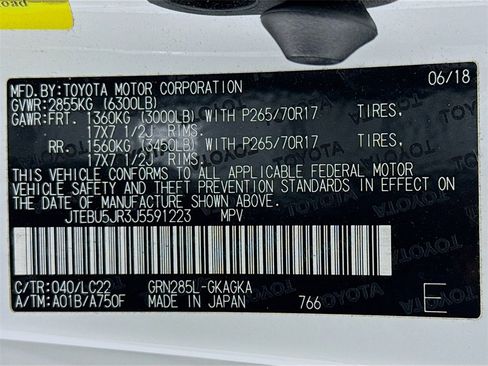 MFD.BY:TOYOTA MOTOR CORPORATION 06/18
GVWR:2855KG (6300LB)
GAWR:FRT. 1360KG (3000LB) WITH P265/70R17 TIRES,
17X7 1/2J RIMS.
RR. 1560KG (3450LB) WITH P265/70R17 TIRES,
17X7 1/2J RIMS.
THIS VEHICLE CONFORMS TO ALL APPLICABLE FEDERAL MOTOR
VEHICLE SAFETY AND THEFT PREVENTION STANDARDS IN EFFECT ON
THE DATE OF MANUFACTURE SHOWN ABOVE.
JTEBU5JR3J5591223 MPV
C/TR:040/LC22 GRN285L-GKAGKA
A/TM:A01B/A750F MADE IN JAPAN 766 E